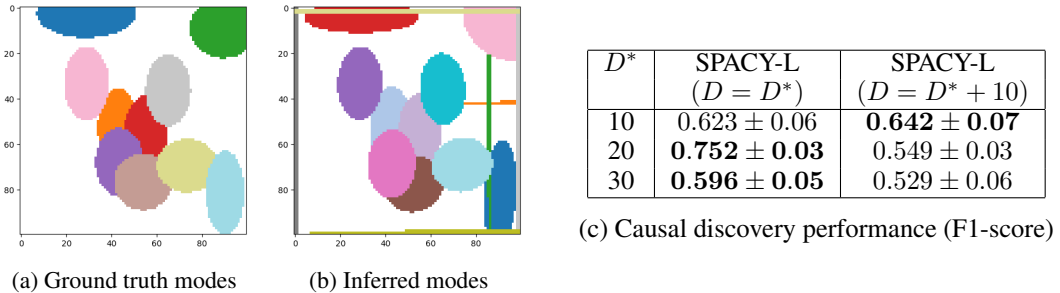 0
20
40
60
80
0 20 40 60 80
(a) Ground truth modes
0
20
40
60
80
0 20 40 60 80
(b) Inferred modes
D* SPACY-L SPACY-L
(D = D*) (D = D* + 10)
10 0.623 ± 0.06 0.642 ± 0.07
20 0.752 ± 0.03 0.549 ± 0.03
30 0.596 ± 0.05 0.529 ± 0.06
(c) Causal discovery performance (F1-score)